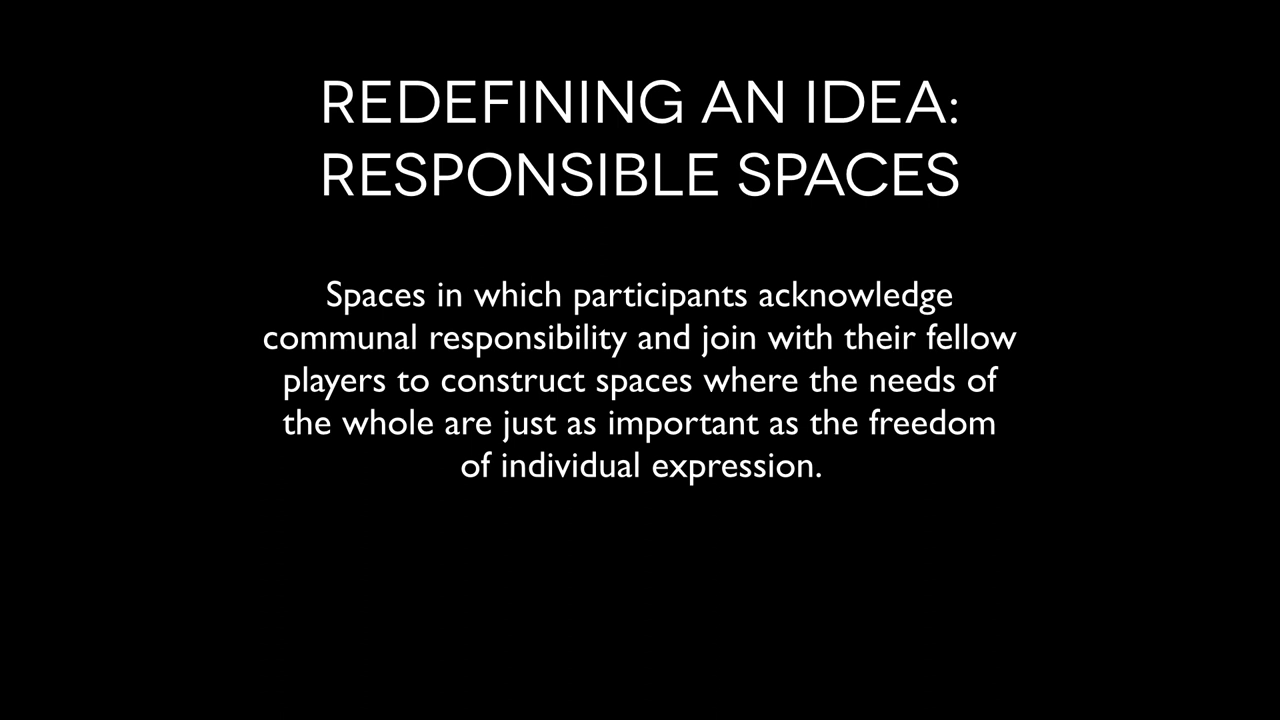 REDEFINING AN IDEA:
RESPONSIBLE SPACES
Spaces in which participants acknowledge
communal responsibility and join with their fellow
players to construct spaces where the needs of
the whole are just as important as the freedom
of individual expression.